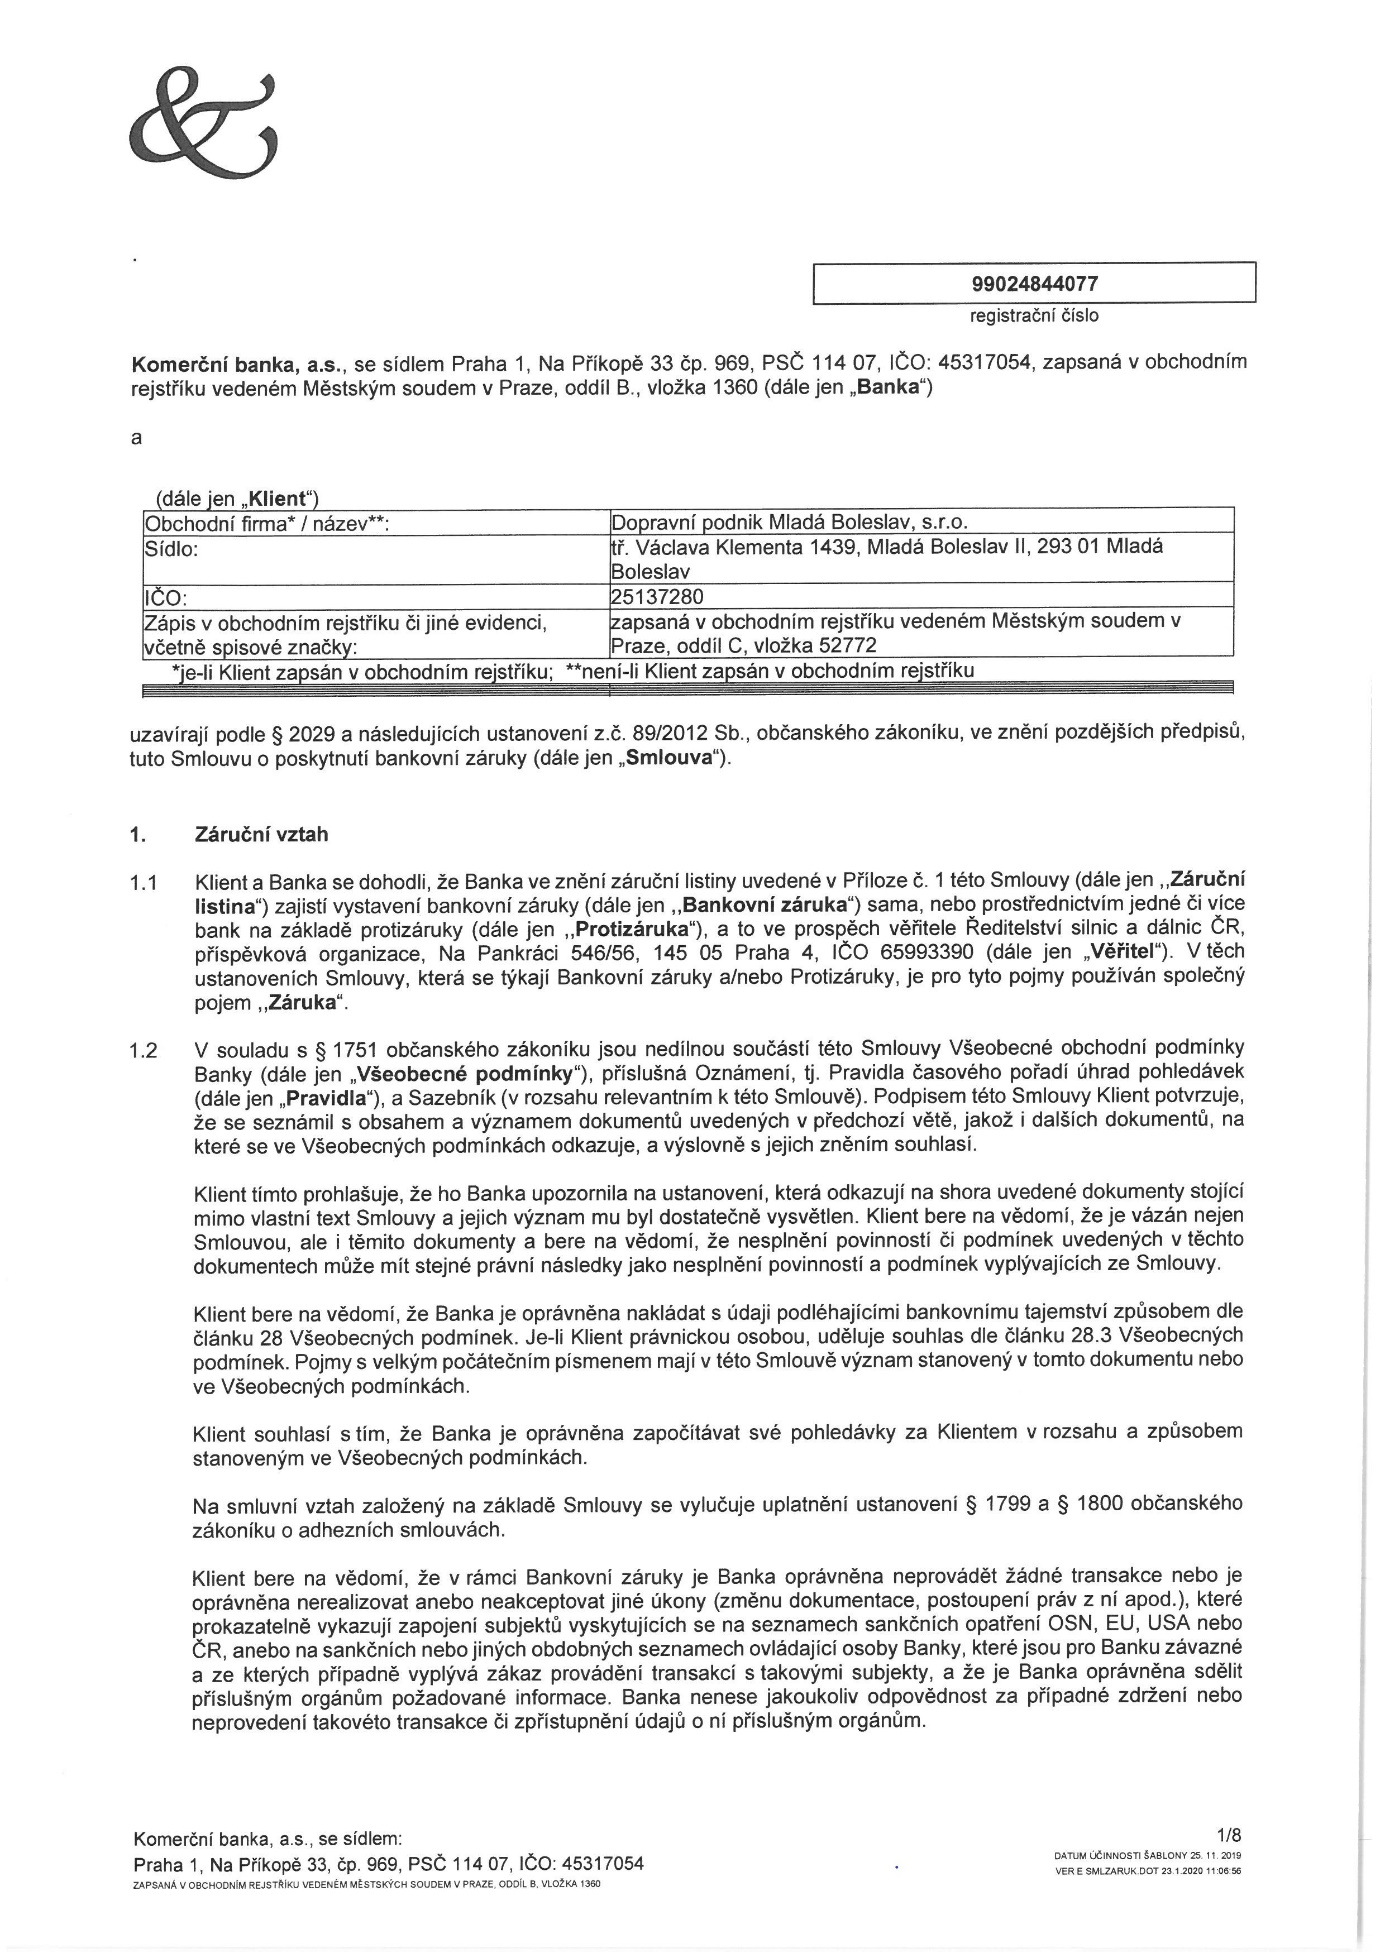 &
99024844077
registrační číslo
Komerční banka, a.s., se sídlem Praha 1, Na Příkopě 33 čp. 969, PSČ 114 07, IČO: 45317054, zapsaná v obchodním
rejstříku vedeném Městským soudem v Praze, oddíl B., vložka 1360 (dále jen „Banka“)
a
(dále jen „Klient“)
Obchodní firma* / název**: Dopravní podnik Mladá Boleslav, s.r.o.
Sídlo: tř. Václava Klementa 1439, Mladá Boleslav II, 293 01 Mladá
Boleslav
IČO: 25137280
Zápis v obchodním rejstříku či jiné evidenci, zapsaná v obchodním rejstříku vedeném Městským soudem v
včetně spisové značky: Praze, oddíl C, vložka 52772
*je-li Klient zapsán v obchodním rejstříku; **není-li Klient zapsán v obchodním rejstříku
uzavírají podle § 2029 a následujících ustanovení z.č. 89/2012 Sb., občanského zákoníku, ve znění pozdějších předpisů,
tuto Smlouvu o poskytnutí bankovní záruky (dále jen „Smlouva“).
1. Záruční vztah
1.1 Klient a Banka se dohodli, že Banka ve znění záruční listiny uvedené v Příloze č. 1 této Smlouvy (dále jen ,,Záruční
listina“) zajistí vystavení bankovní záruky (dále jen ,,Bankovní záruka“) sama, nebo prostřednictvím jedné či více
bank na základě protizáruky (dále jen ,,Protizáruka“), a to ve prospěch věřitele Ředitelství silnic a dálnic ČR,
příspěvková organizace, Na Pankráci 546/56, 145 05 Praha 4, IČO 65993390 (dále jen „Věřitel“). V těch
ustanoveních Smlouvy, která se týkají Bankovní záruky a/nebo Protizáruky, je pro tyto pojmy používán společný
pojem ,,Záruka“.
1.2 V souladu s § 1751 občanského zákoníku jsou nedílnou součástí této Smlouvy Všeobecné obchodní podmínky
Banky (dále jen „Všeobecné podmínky“), příslušná Oznámení, tj. Pravidla časového pořadí úhrad pohledávek
(dále jen „Pravidla“), a Sazebník (v rozsahu relevantním k této Smlouvě). Podpisem této Smlouvy Klient potvrzuje,
že se seznámil s obsahem a významem dokumentů uvedených v předchozí větě, jakož i dalších dokumentů, na
které se ve Všeobecných podmínkách odkazuje, a výslovně s jejich zněním souhlasí.
Klient tímto prohlašuje, že ho Banka upozornila na ustanovení, která odkazují na shora uvedené dokumenty stojící
mimo vlastní text Smlouvy a jejich význam mu byl dostatečně vysvětlen. Klient bere na vědomí, že je vázán nejen
Smlouvou, ale i těmito dokumenty a bere na vědomí, že nesplnění povinností či podmínek uvedených v těchto
dokumentech může mít stejné právní následky jako nesplnění povinností a podmínek vyplývajících ze Smlouvy.
Klient bere na vědomí, že Banka je oprávněna nakládat s údaji podléhajícími bankovnímu tajemství způsobem dle
článku 28 Všeobecných podmínek. Je-li Klient právnickou osobou, uděluje souhlas dle článku 28.3 Všeobecných
podmínek. Pojmy s velkým počátečním písmenem mají v této Smlouvě význam stanovený v tomto dokumentu nebo
ve Všeobecných podmínkách.
Klient souhlasí s tím, že Banka je oprávněna započítávat své pohledávky za Klientem v rozsahu a způsobem
stanoveným ve Všeobecných podmínkách.
Na smluvní vztah založený na základě Smlouvy se vylučuje uplatnění ustanovení § 1799 a § 1800 občanského
zákoníku o adhezních smlouvách.
Klient bere na vědomí, že v rámci Bankovní záruky je Banka oprávněna neprovádět žádné transakce nebo je
oprávněna nerealizovat anebo neakceptovat jiné úkony (změnu dokumentace, postoupení práv z ní apod.), které
prokazatelně vykazují zapojení subjektů vyskytujících se na seznamech sankčních opatření OSN, EU, USA nebo
ČR, anebo na sankčních nebo jiných obdobných seznamech ovládající osoby Banky, které jsou pro Banku závazné
a ze kterých případně vyplývá zákaz provádění transakcí s takovými subjekty, a že je Banka oprávněna sdělit
příslušným orgánům požadované informace. Banka nenese jakoukoliv odpovědnost za případné zdržení nebo
neprovedení takovéto transakce či zpřístupnění údajů o ní příslušným orgánům.
Komerční banka, a.s., se sídlem:
Praha 1, Na Příkopě 33, čp. 969, PSČ 114 07, IČO: 45317054
ZAPSANÁ V OBCHODNÍM REJSTŘÍKU VEDENÉM MĚSTSKÝCH SOUDEM V PRAZE, ODDÍL B, VLOŽKA 1360
1/8
DATUM ÚČINNOSTI ŠABLONY 25. 11. 2019
VER E SMLZARUK.DOT 23.1.2020 11:06:56